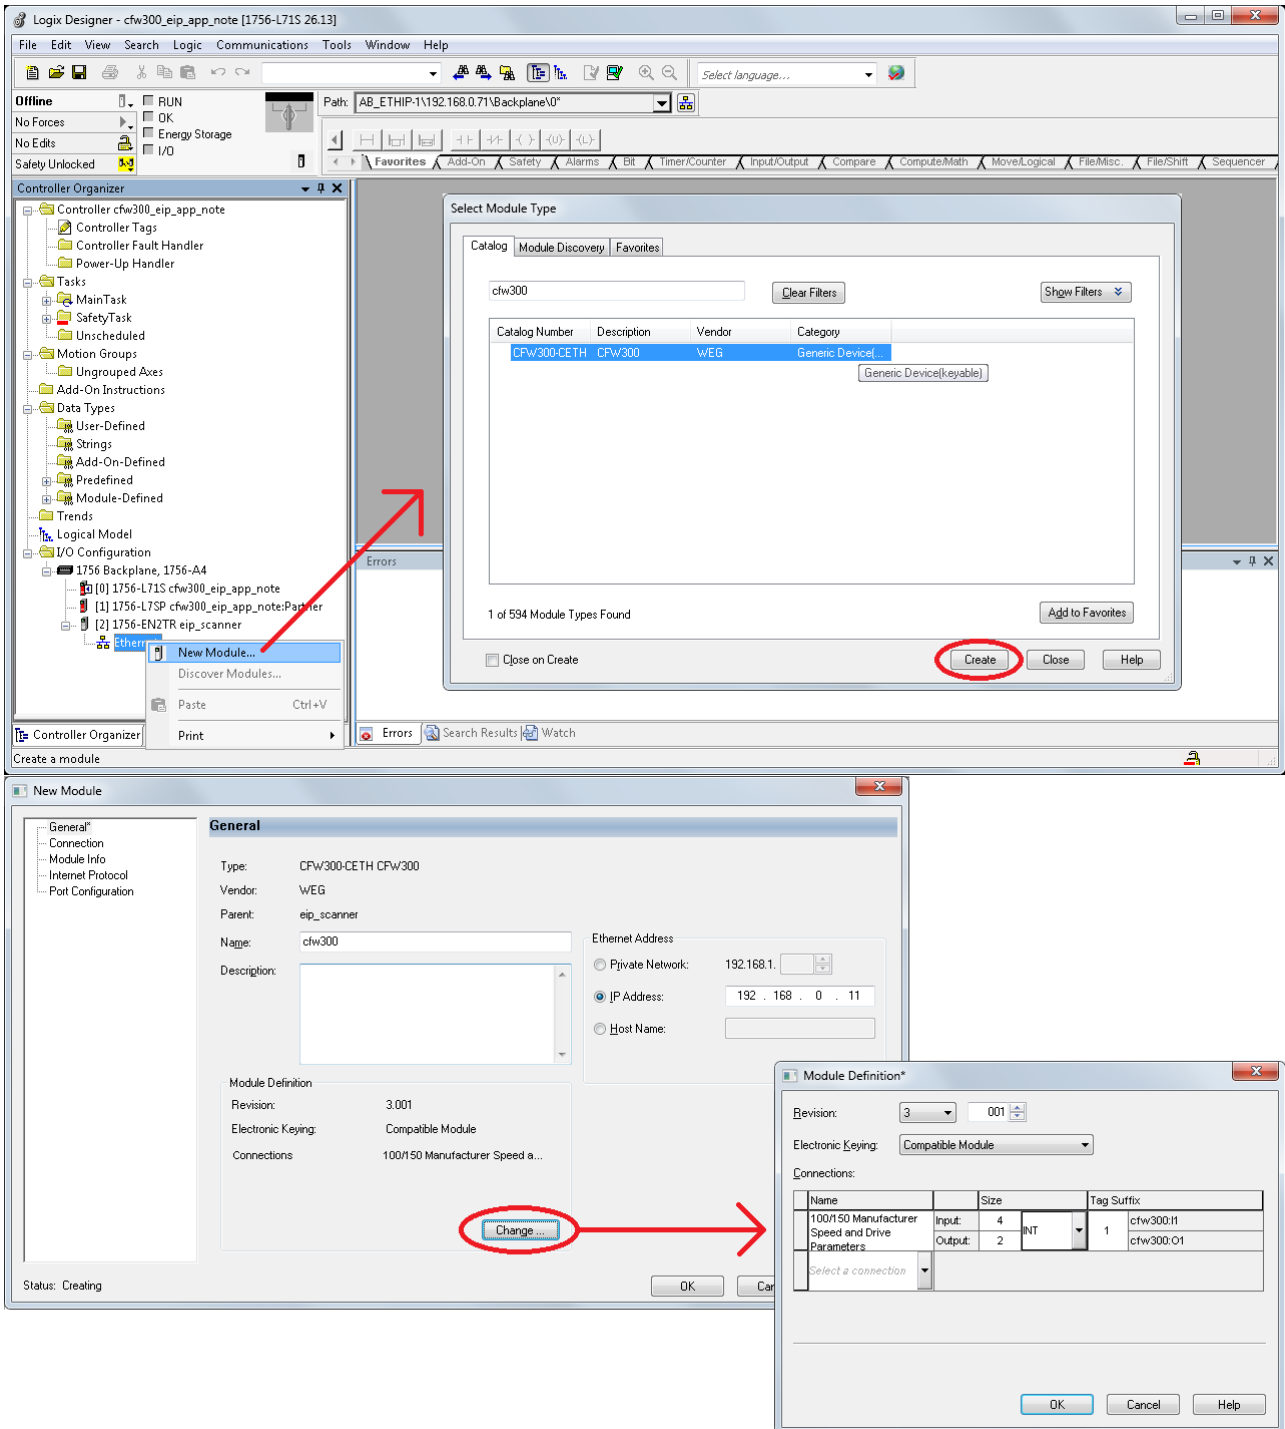 Logix Designer - cfw300_eip_app_note [1756-L71S 26.13]
File Edit View Search Logic Communications Tools Window Help
Select language...
Offline
RUN
No Forces
OK
Energy Storage
No Edits
I/O
Safety Unlocked
Path: AB_ETHIP-1\192.168.0.71\Backplane\0*
Favorites Add-On Safety Alarms Bit Timer/Counter Input/Output Compare Compute/Math Move/Logical File/Misc. File/Shift Sequencer
Controller Organizer
Controller cfw300_eip_app_note
Controller Tags
Controller Fault Handler
Power-Up Handler
Tasks
MainTask
SafetyTask
Unscheduled
Motion Groups
Ungrouped Axes
Add-On Instructions
Data Types
User-Defined
Strings
Add-On-Defined
Predefined
Module-Defined
Trends
Logical Model
I/O Configuration
1756 Backplane, 1756-A4
[0] 1756-L71S cfw300_eip_app_note
[1] 1756-L7SP cfw300_eip_app_note:Partner
[2] 1756-EN2TR eip_scanner
New Module...
Discover Modules...
Paste Ctrl+V
Print
Controller Organizer
Create a module
Select Module Type
Catalog Module Discovery Favorites
cfw300
Clear Filters
Show Filters
Catalog Number Description Vendor Category
CFW300-CETH CFW300 WEG Generic Device(...
Generic Device(keyable)
1 of 594 Module Types Found
Add to Favorites
Close on Create
Create Close Help
Errors
Errors Search Results Watch
New Module
General*
Connection
Module Info
Internet Protocol
Port Configuration
General
Type: CFW300-CETH CFW300
Vendor: WEG
Parent: eip_scanner
Name: cfw300
Description:
Ethernet Address
Private Network: 192.168.1.
IP Address: 192 . 168 . 0 . 11
Host Name:
Module Definition
Revision: 3.001
Electronic Keying: Compatible Module
Connections 100/150 Manufacturer Speed a...
Change ...
Status: Creating
OK
Module Definition*
Revision: 3 001
Electronic Keying: Compatible Module
Connections:
Name Size Tag Suffix
100/150 Manufacturer
Speed and Drive
Parameters
Input: 4 INT 1 cfw300:I1
Output: 2 cfw300:O1
Select a connection
OK Cancel Help